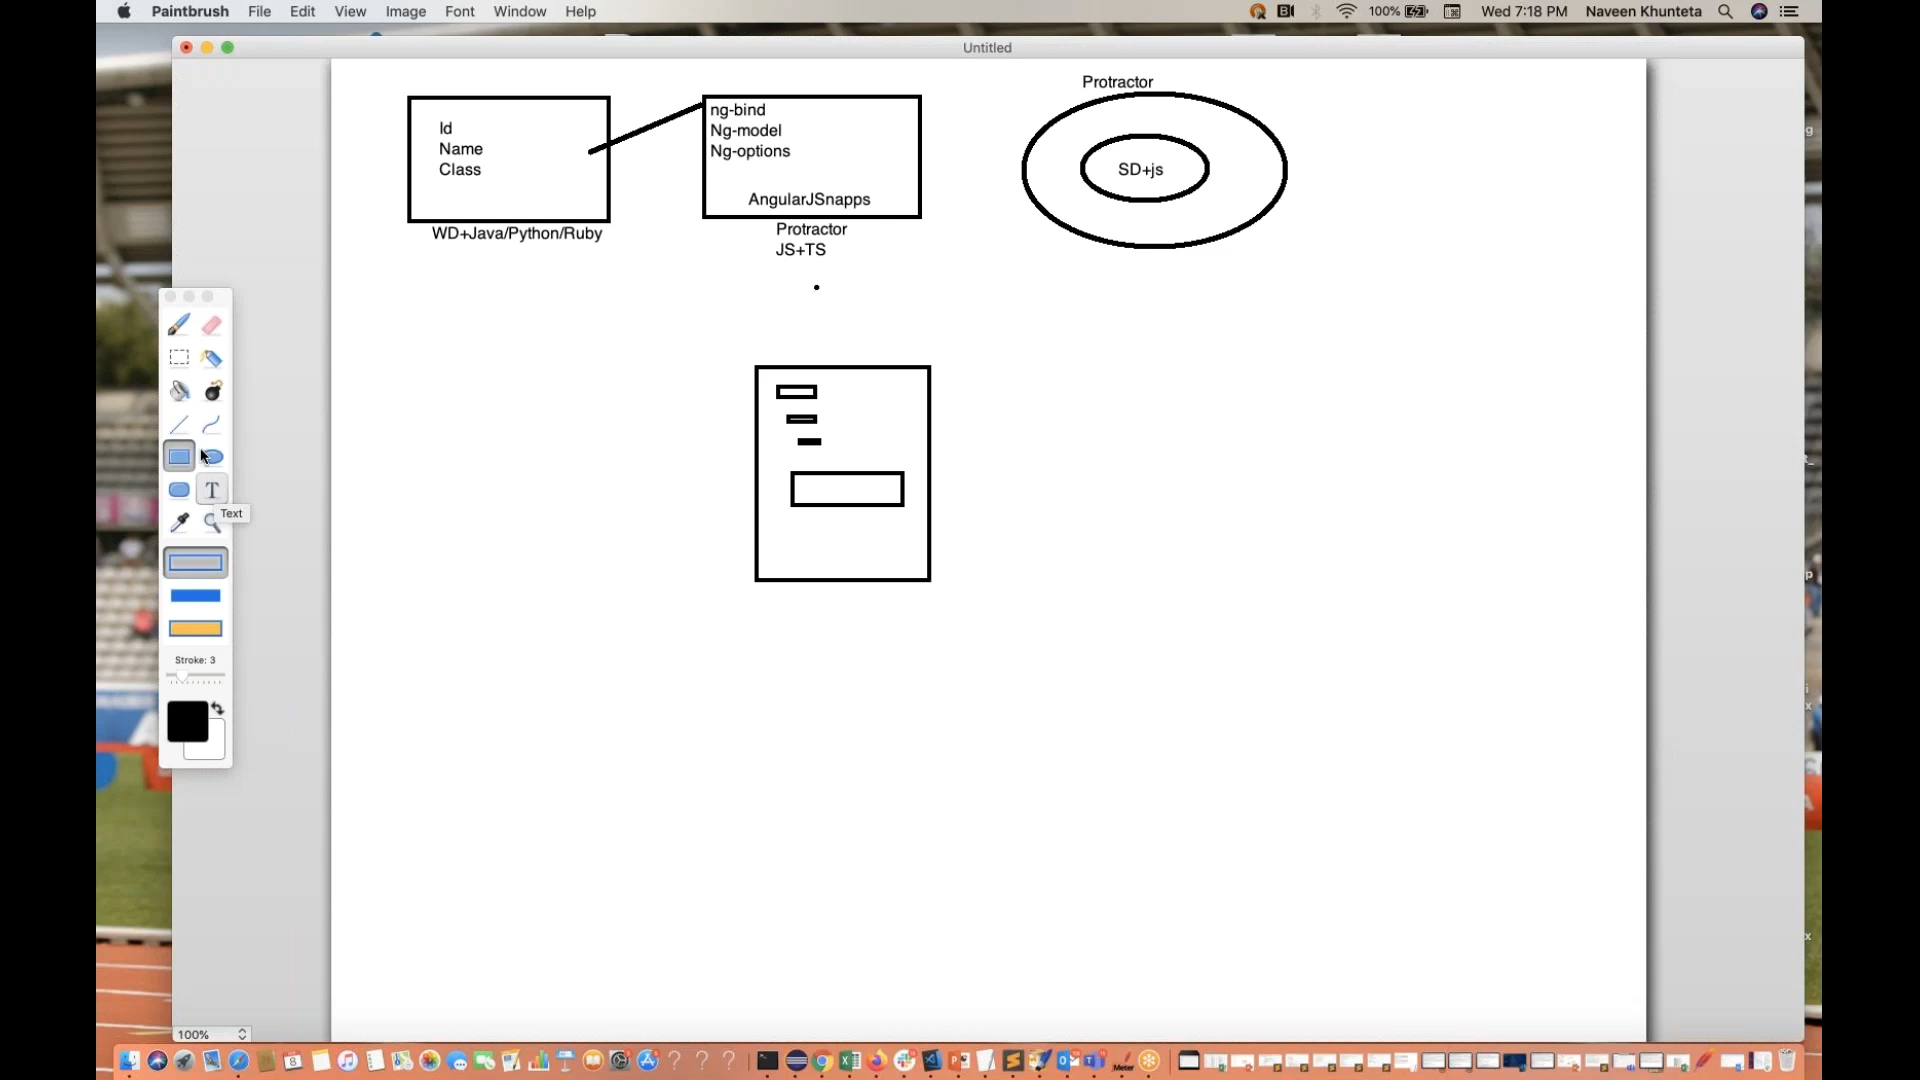 Paintbrush File Edit View Image Font Window Help
100% Wed 7:18 PM Naveen Khunteta
Untitled
Protractor
Id
Name
Class
WD+Java/Python/Ruby
ng-bind
Ng-model
Ng-options
AngularJSnapps
Protractor
JS+TS
SD+js
T
Text
Stroke: 3
100%